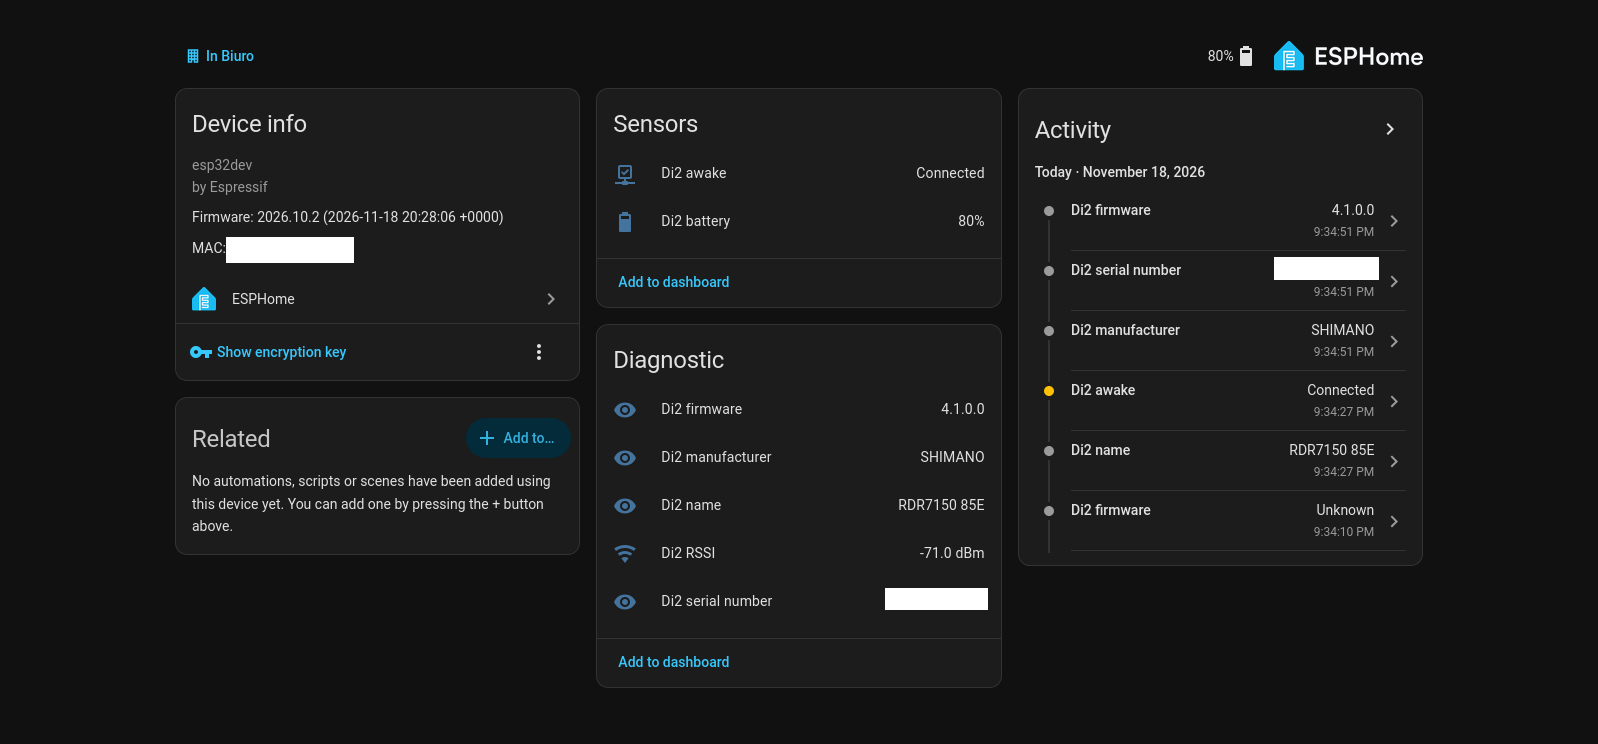 In Biuro
80%
ESPHome
Device info
esp32dev
by Espressif
Firmware: 2026.10.2 (2026-11-18 20:28:06 +0000)
MAC:
ESPHome
Show encryption key
Related
Add to...
No automations, scripts or scenes have been added using
this device yet. You can add one by pressing the + button
above.
Sensors
Di2 awake Connected
Di2 battery 80%
Add to dashboard
Diagnostic
Di2 firmware 4.1.0.0
Di2 manufacturer SHIMANO
Di2 name RDR7150 85E
Di2 RSSI -71.0 dBm
Di2 serial number
Add to dashboard
Activity
Today · November 18, 2026
Di2 firmware 4.1.0.0
9:34:51 PM
Di2 serial number
9:34:51 PM
Di2 manufacturer SHIMANO
9:34:51 PM
Di2 awake Connected
9:34:27 PM
Di2 name RDR7150 85E
9:34:27 PM
Di2 firmware Unknown
9:34:10 PM